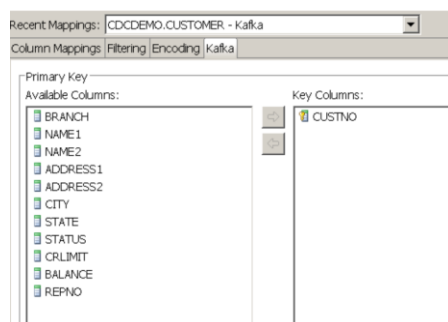 Recent Mappings: CDCDEMO.CUSTOMER - Kafka
Column Mappings Filtering Encoding Kafka
Primary Key
Available Columns:
BRANCH
NAME1
NAME2
ADDRESS1
ADDRESS2
CITY
STATE
STATUS
CRLIMIT
BALANCE
REPNO
Key Columns:
CUSTNO